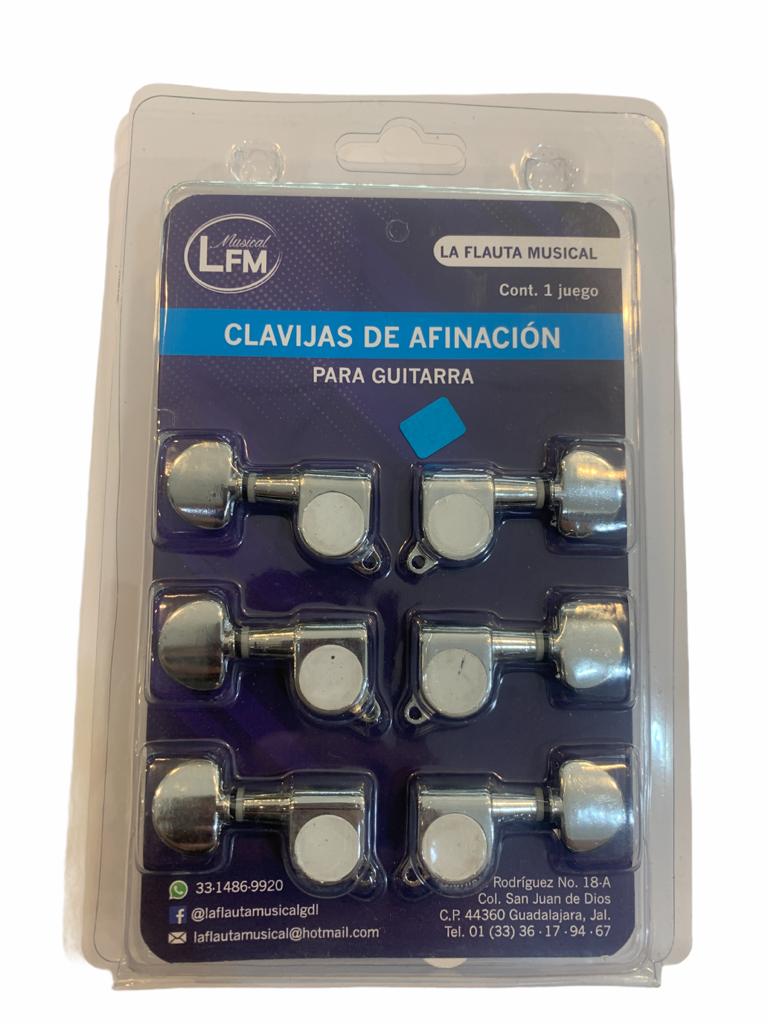 Musical
LFM
LA FLAUTA MUSICAL
Cont. 1 juego
CLAVIJAS DE AFINACIÓN
PARA GUITARRA
33-1486-9920
@laflautamusicalgdl
laflautamusical@hotmail.com
Rodríguez No. 18-A
Col. San Juan de Dios
C.P. 44360 Guadalajara, Jal.
Tel. 01 (33) 36 · 17 · 94 · 67